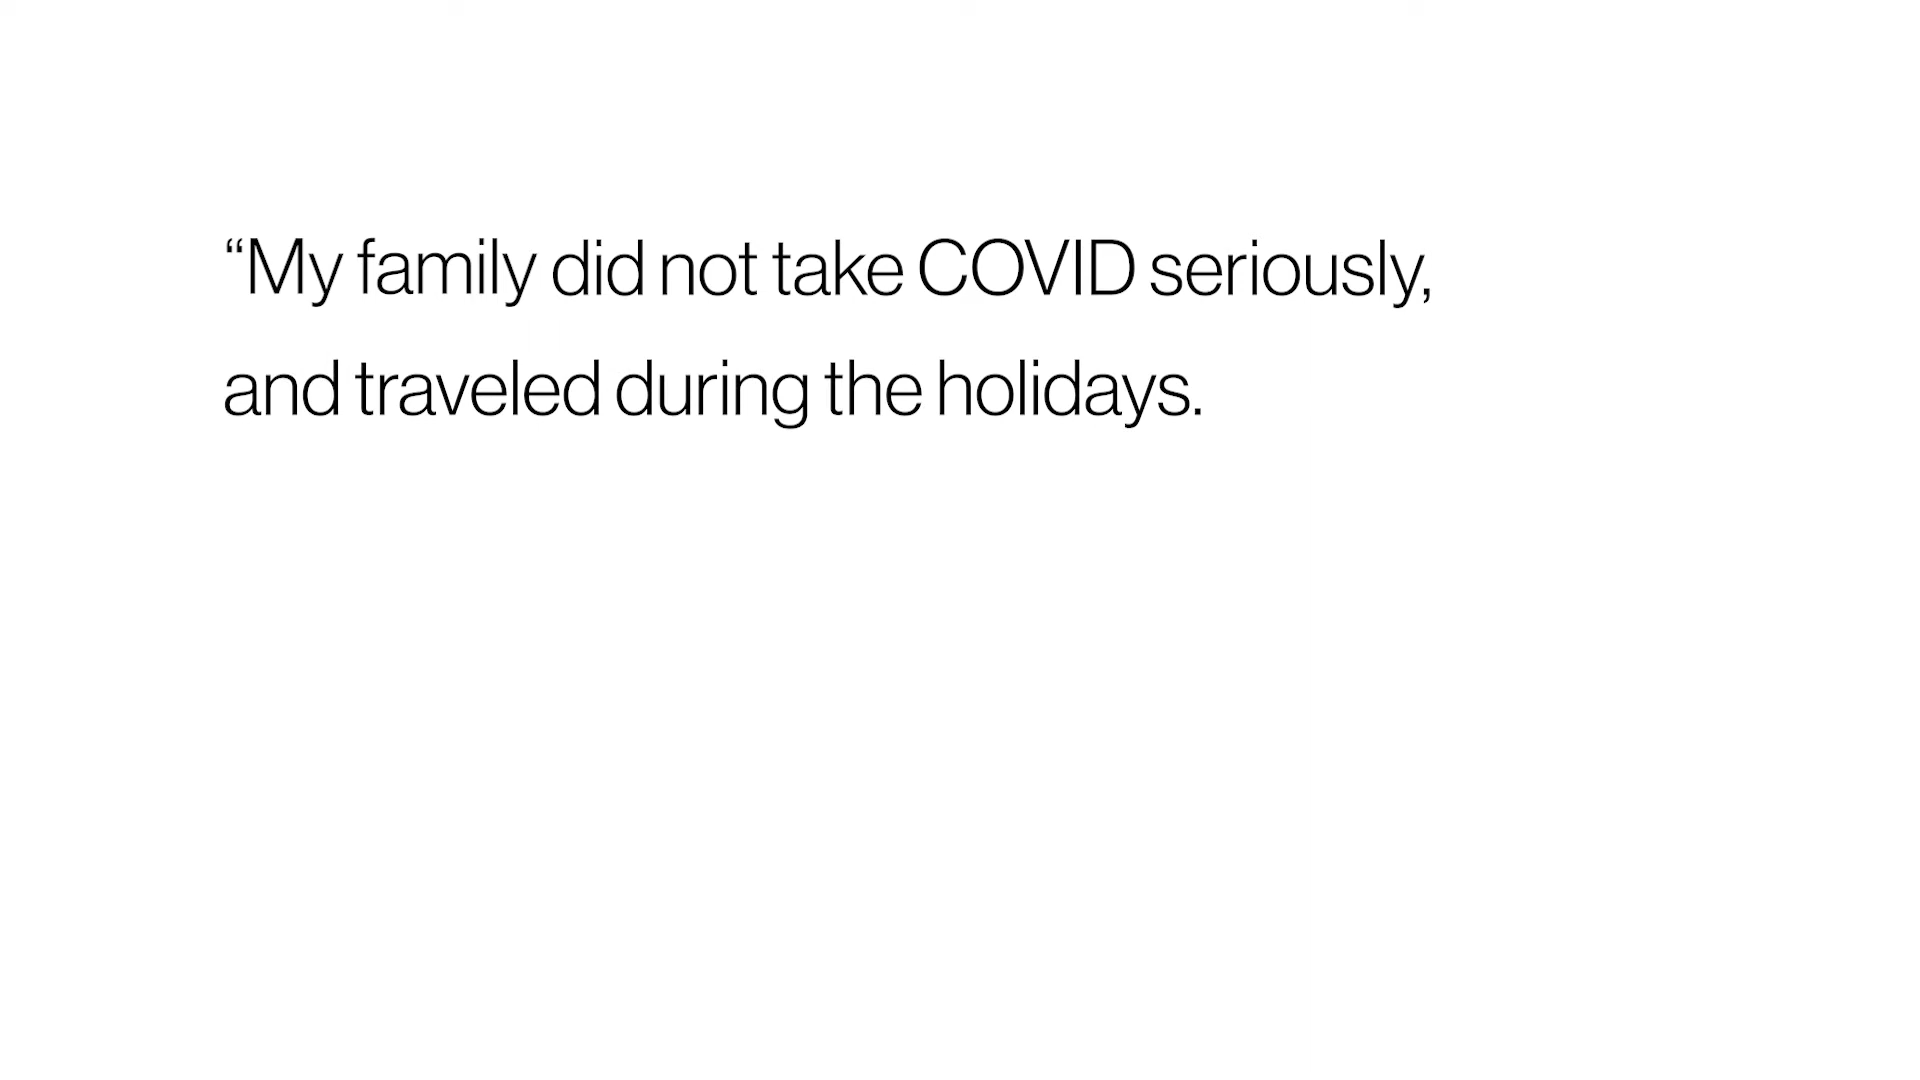 “My family did not take COVID seriously,
and traveled during the holidays.